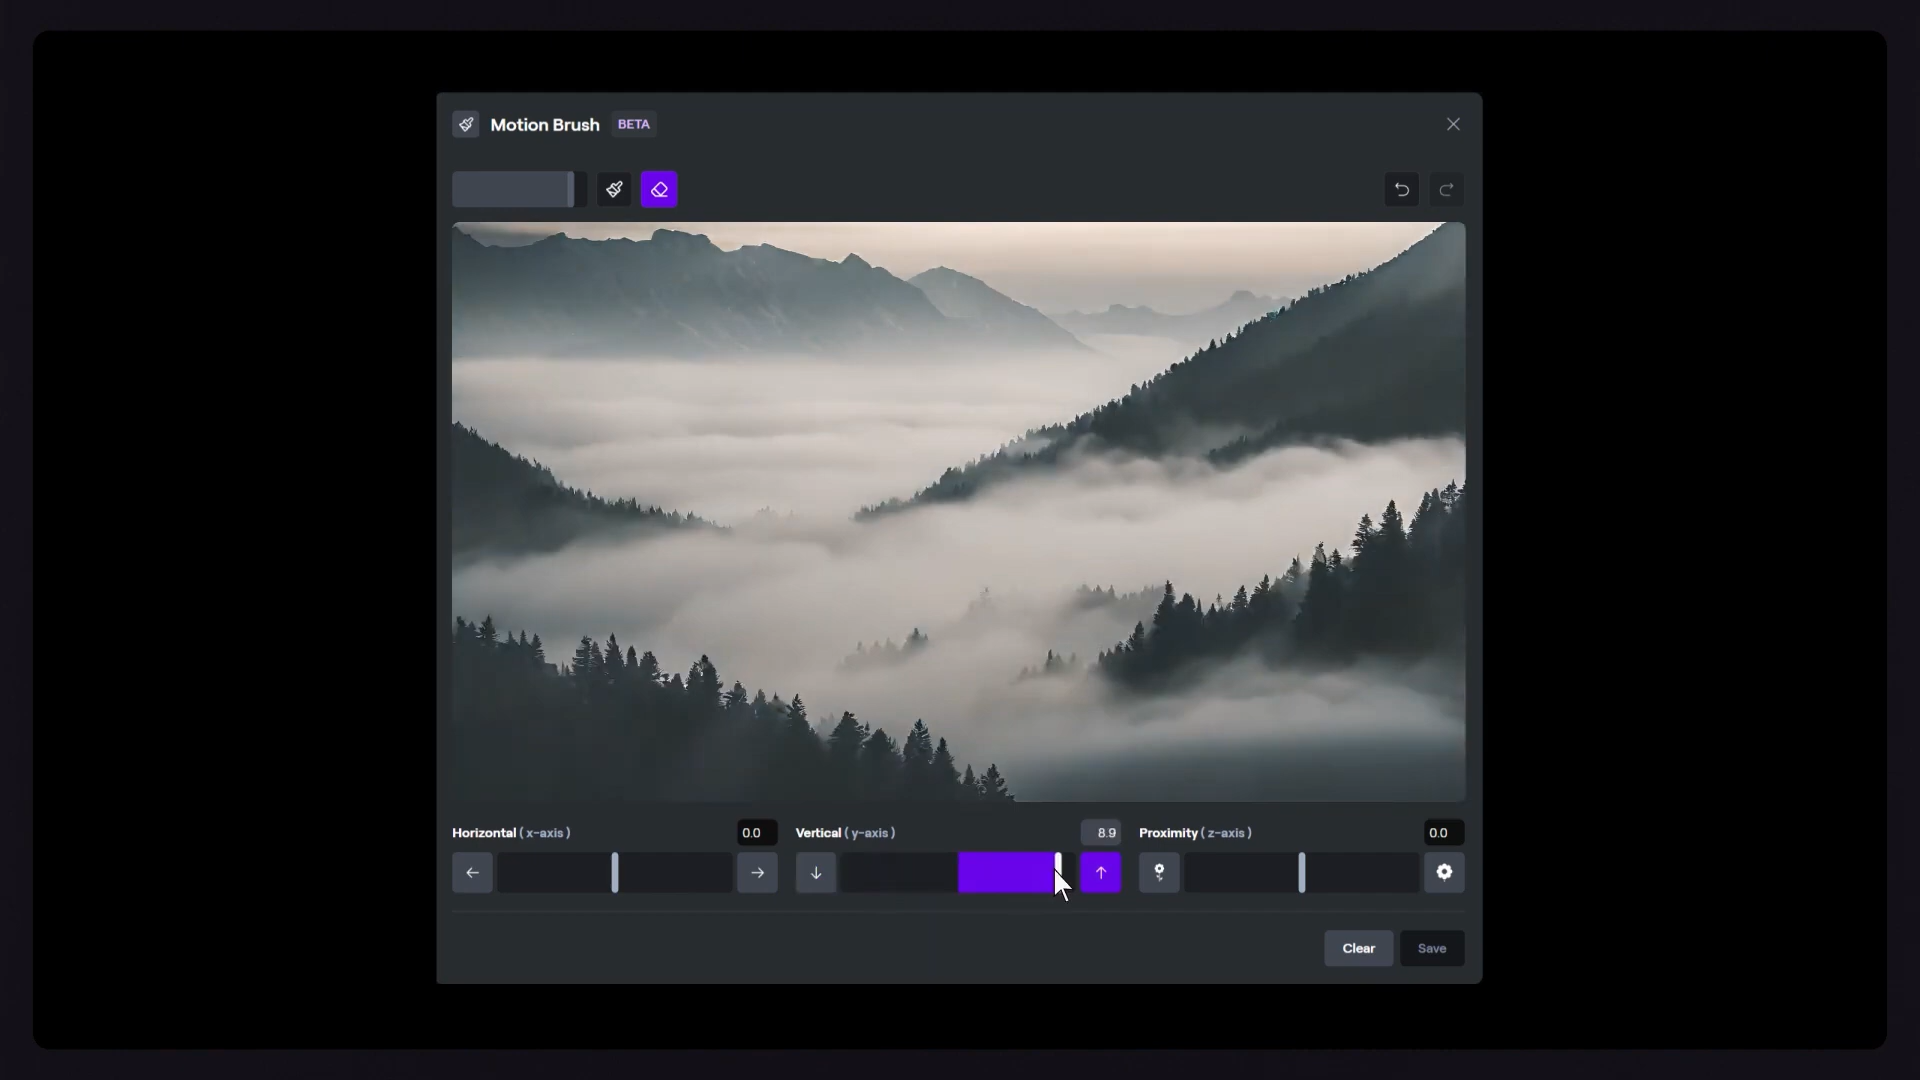 Motion Brush BETA
Horizontal ( x-axis ) 0.0 Vertical ( y-axis ) 8.9 Proximity ( z-axis ) 0.0
Clear Save